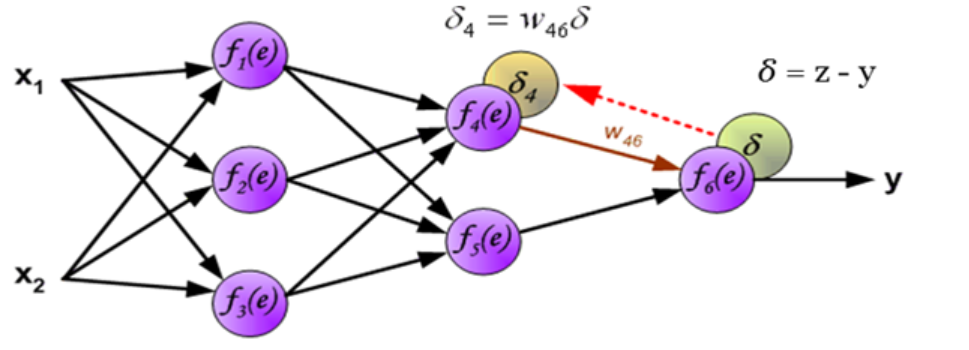 δ₄ = w₄₆δ
δ = z - y
x₁
f₁(e)
δ₄
f₄(e)
w₄₆
δ
f₂(e)
f₆(e)
y
f₅(e)
x₂
f₃(e)